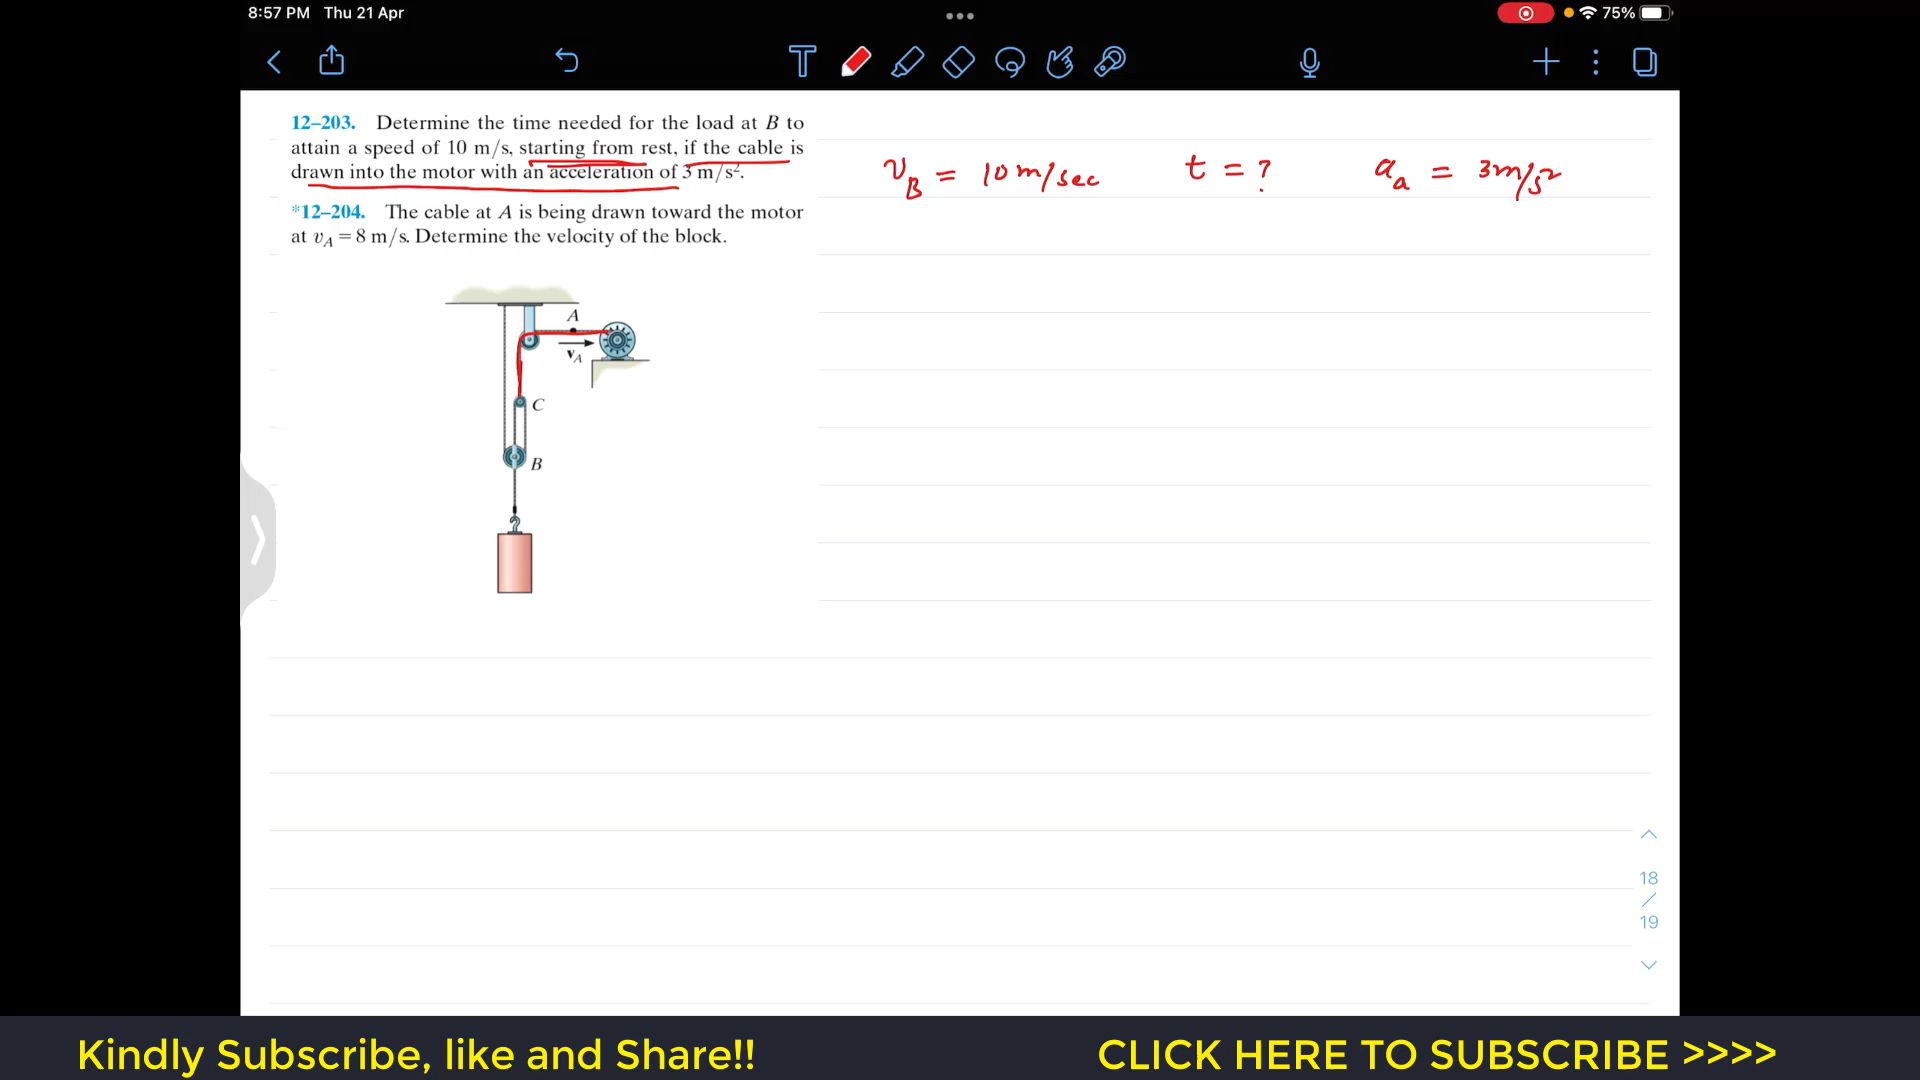 8:57 PM Thu 21 Apr
75%
12–203. Determine the time needed for the load at B to
attain a speed of 10 m/s, starting from rest, if the cable is
drawn into the motor with an acceleration of 3 m/s².
*12–204. The cable at A is being drawn toward the motor
at vA = 8 m/s. Determine the velocity of the block.
A
vA
C
B
vB = 10 m/sec t = ? aa = 3m/s²
18
/
19
Kindly Subscribe, like and Share!!
CLICK HERE TO SUBSCRIBE >>>>